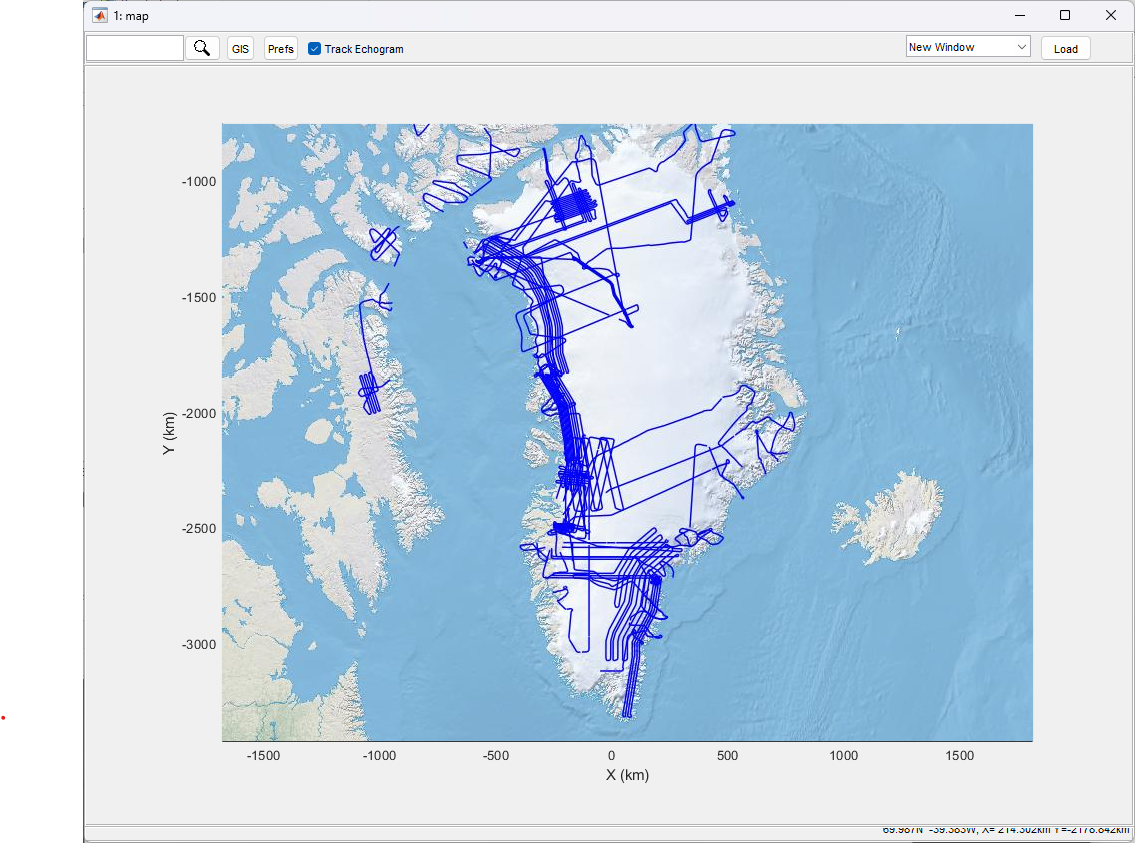 1: map
GIS Prefs Track Echogram New Window Load
-1000
-1500
Y (km)
-2000
-2500
-3000
-1500 -1000 -500 0 500 1000 1500
X (km)
69.987N -39.383W, X= 214.302km Y=-2178.842km